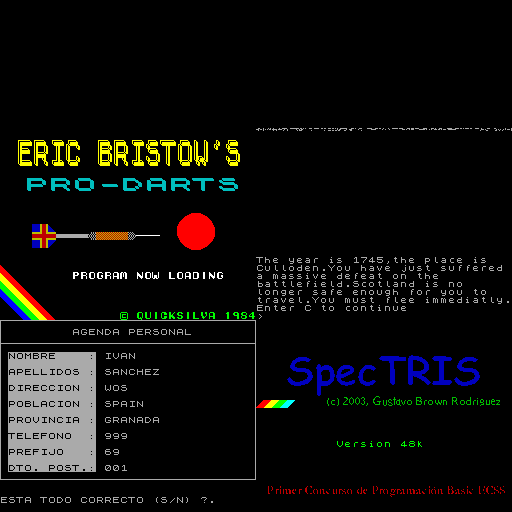 ERIC BRISTOW'S
PRO-DARTS
PROGRAM NOW LOADING
© QUICKSILVA 1984
The year is 1745,the place is
Culloden.You have just suffered
a massive defeat on the
battlefield.Scotland is no
longer safe enough for you to
travel.You must flee immediatly.
Enter C to continue
>
AGENDA PERSONAL
NOMBRE : IVAN
APELLIDOS : SANCHEZ
DIRECCION : WOS
POBLACION : SPAIN
PROVINCIA : GRANADA
TELEFONO : 999
PREFIJO : 69
DTO. POST.: 001
ESTA TODO CORRECTO (S/N) ?.
SpecTRIS
(c) 2003, Gustavo Brown Rodriguez
Version 48k
Primer Concurso de Programación Basic ECSS